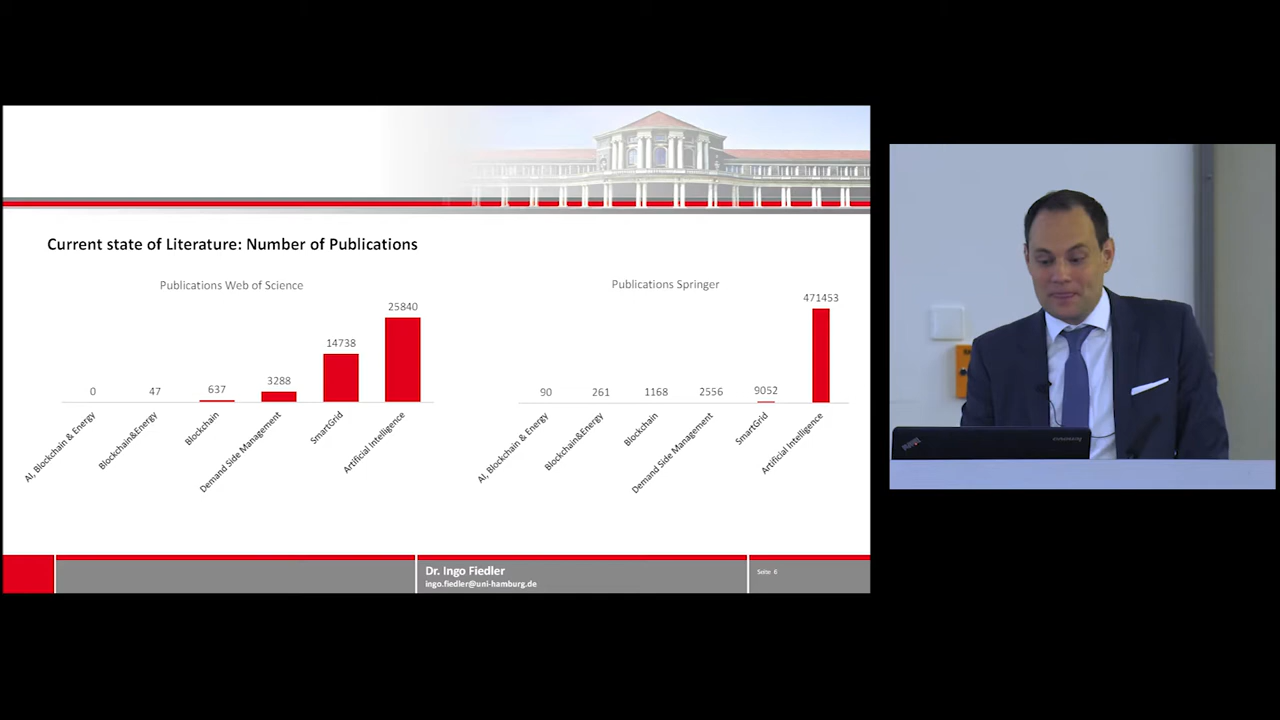 Current state of Literature: Number of Publications
Publications Web of Science
0
47
637
3288
14738
25840
AI, Blockchain & Energy
Blockchain&Energy
Blockchain
Demand Side Management
SmartGrid
Artificial Intelligence
Publications Springer
90
261
1168
2556
9052
471453
AI, Blockchain & Energy
Blockchain&Energy
Blockchain
Demand Side Management
SmartGrid
Artificial Intelligence
Dr. Ingo Fiedler
ingo.fiedler@uni-hamburg.de
Seite 6